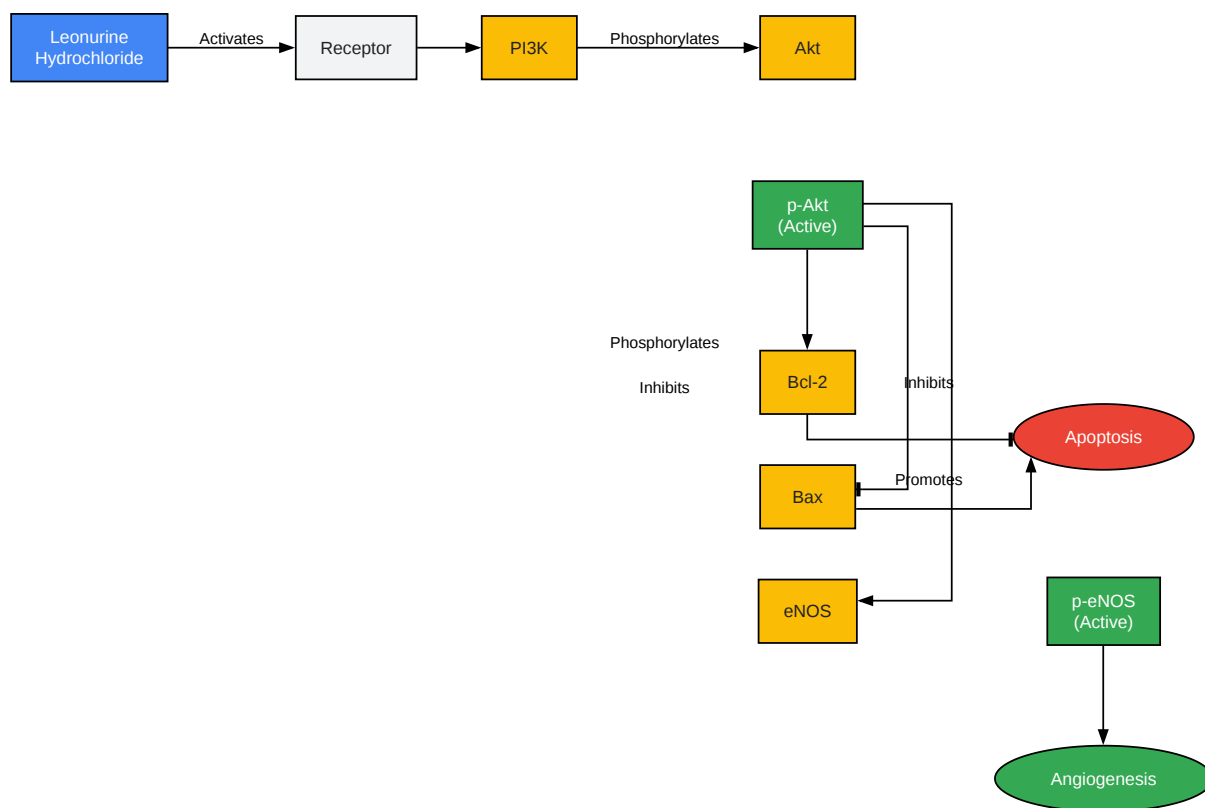 Leonurine
Hydrochloride
Activates
Receptor
PI3K
Phosphorylates
Akt
p-Akt
(Active)
Phosphorylates
Inhibits
Bcl-2
Inhibits
Apoptosis
Promotes
Bax
eNOS
p-eNOS
(Active)
Angiogenesis